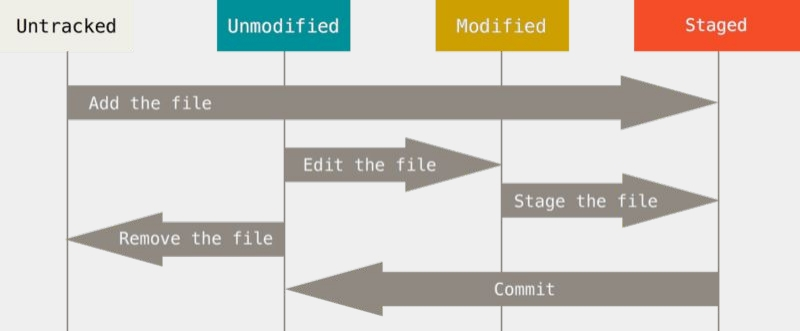 Untracked
Unmodified
Modified
Staged
Add the file
Edit the file
Stage the file
Remove the file
Commit